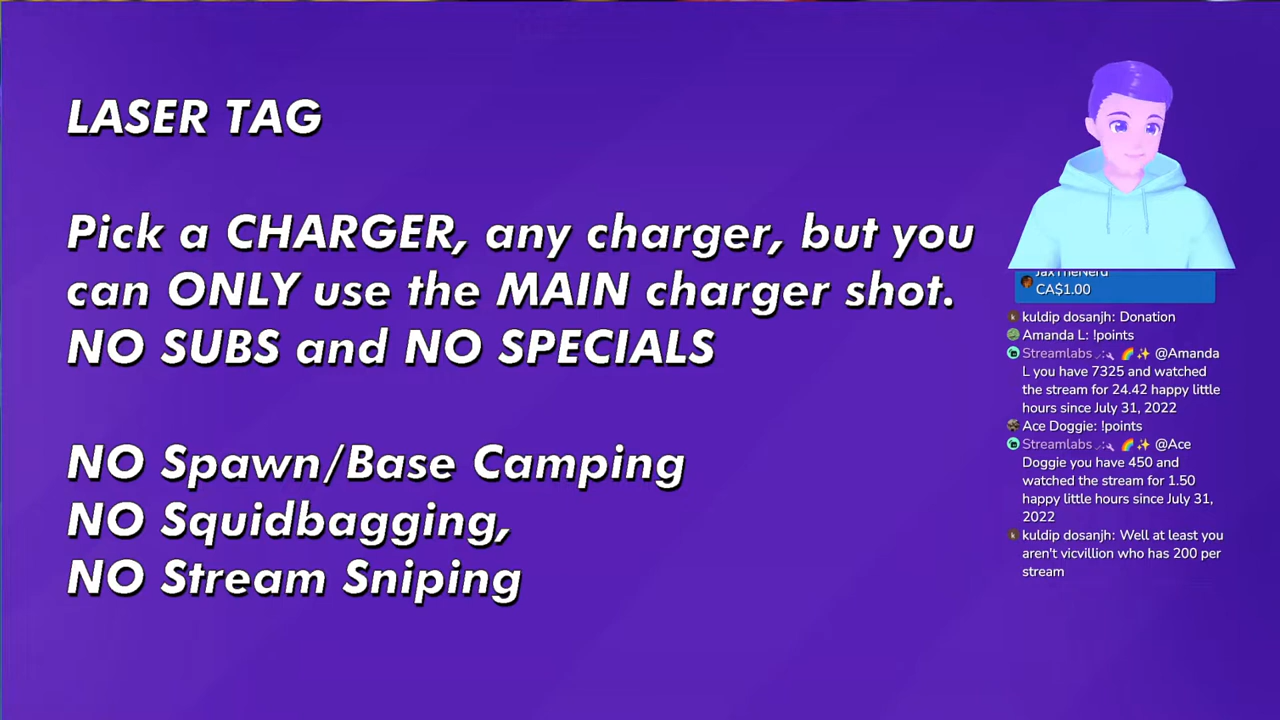 LASER TAG
Pick a CHARGER, any charger, but you
can ONLY use the MAIN charger shot.
NO SUBS and NO SPECIALS
NO Spawn/Base Camping
NO Squidbagging,
NO Stream Sniping
JaxTheNerd
CA$1.00
kuldip dosanjh: Donation
Amanda L: !points
Streamlabs @Amanda
L you have 7325 and watched
the stream for 24.42 happy little
hours since July 31, 2022
Ace Doggie: !points
Streamlabs @Ace
Doggie you have 450 and
watched the stream for 1.50
happy little hours since July 31,
2022
kuldip dosanjh: Well at least you
aren't vicvillion who has 200 per
stream